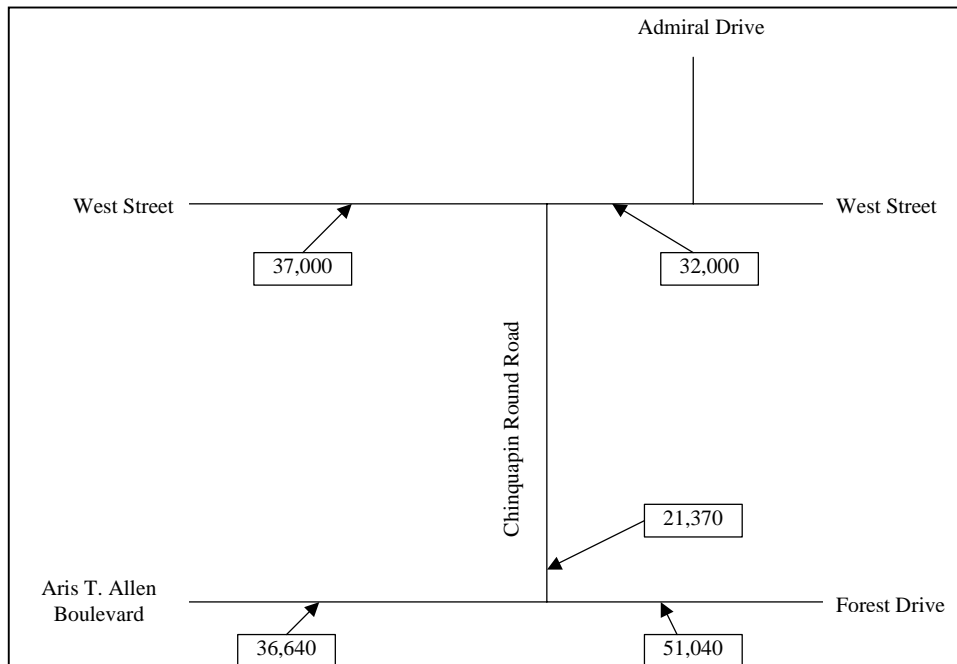 Admiral Drive
West Street
West Street
37,000
32,000
Chinquapin Round Road
21,370
Aris T. Allen
Boulevard
Forest Drive
36,640
51,040